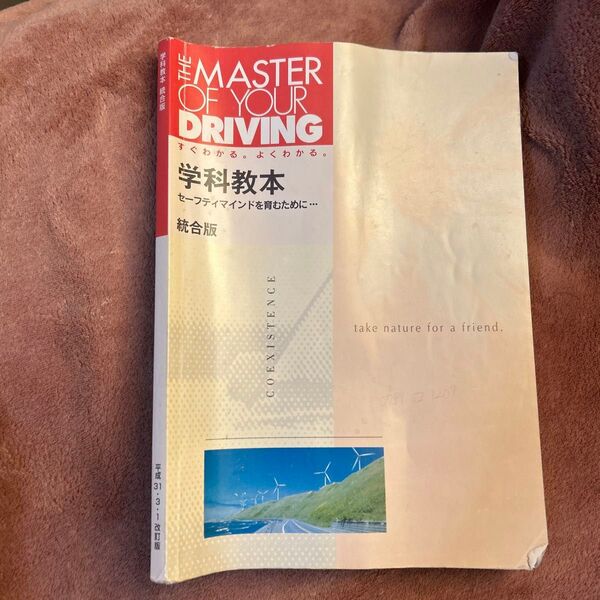 学科教本 統合版
平成31・3・1改訂版
THE MASTER
OF YOUR
DRIVING
すぐわかる。よくわかる。
学科教本
セーフティマインドを育むために…
統合版
COEXISTENCE
take nature for a friend.